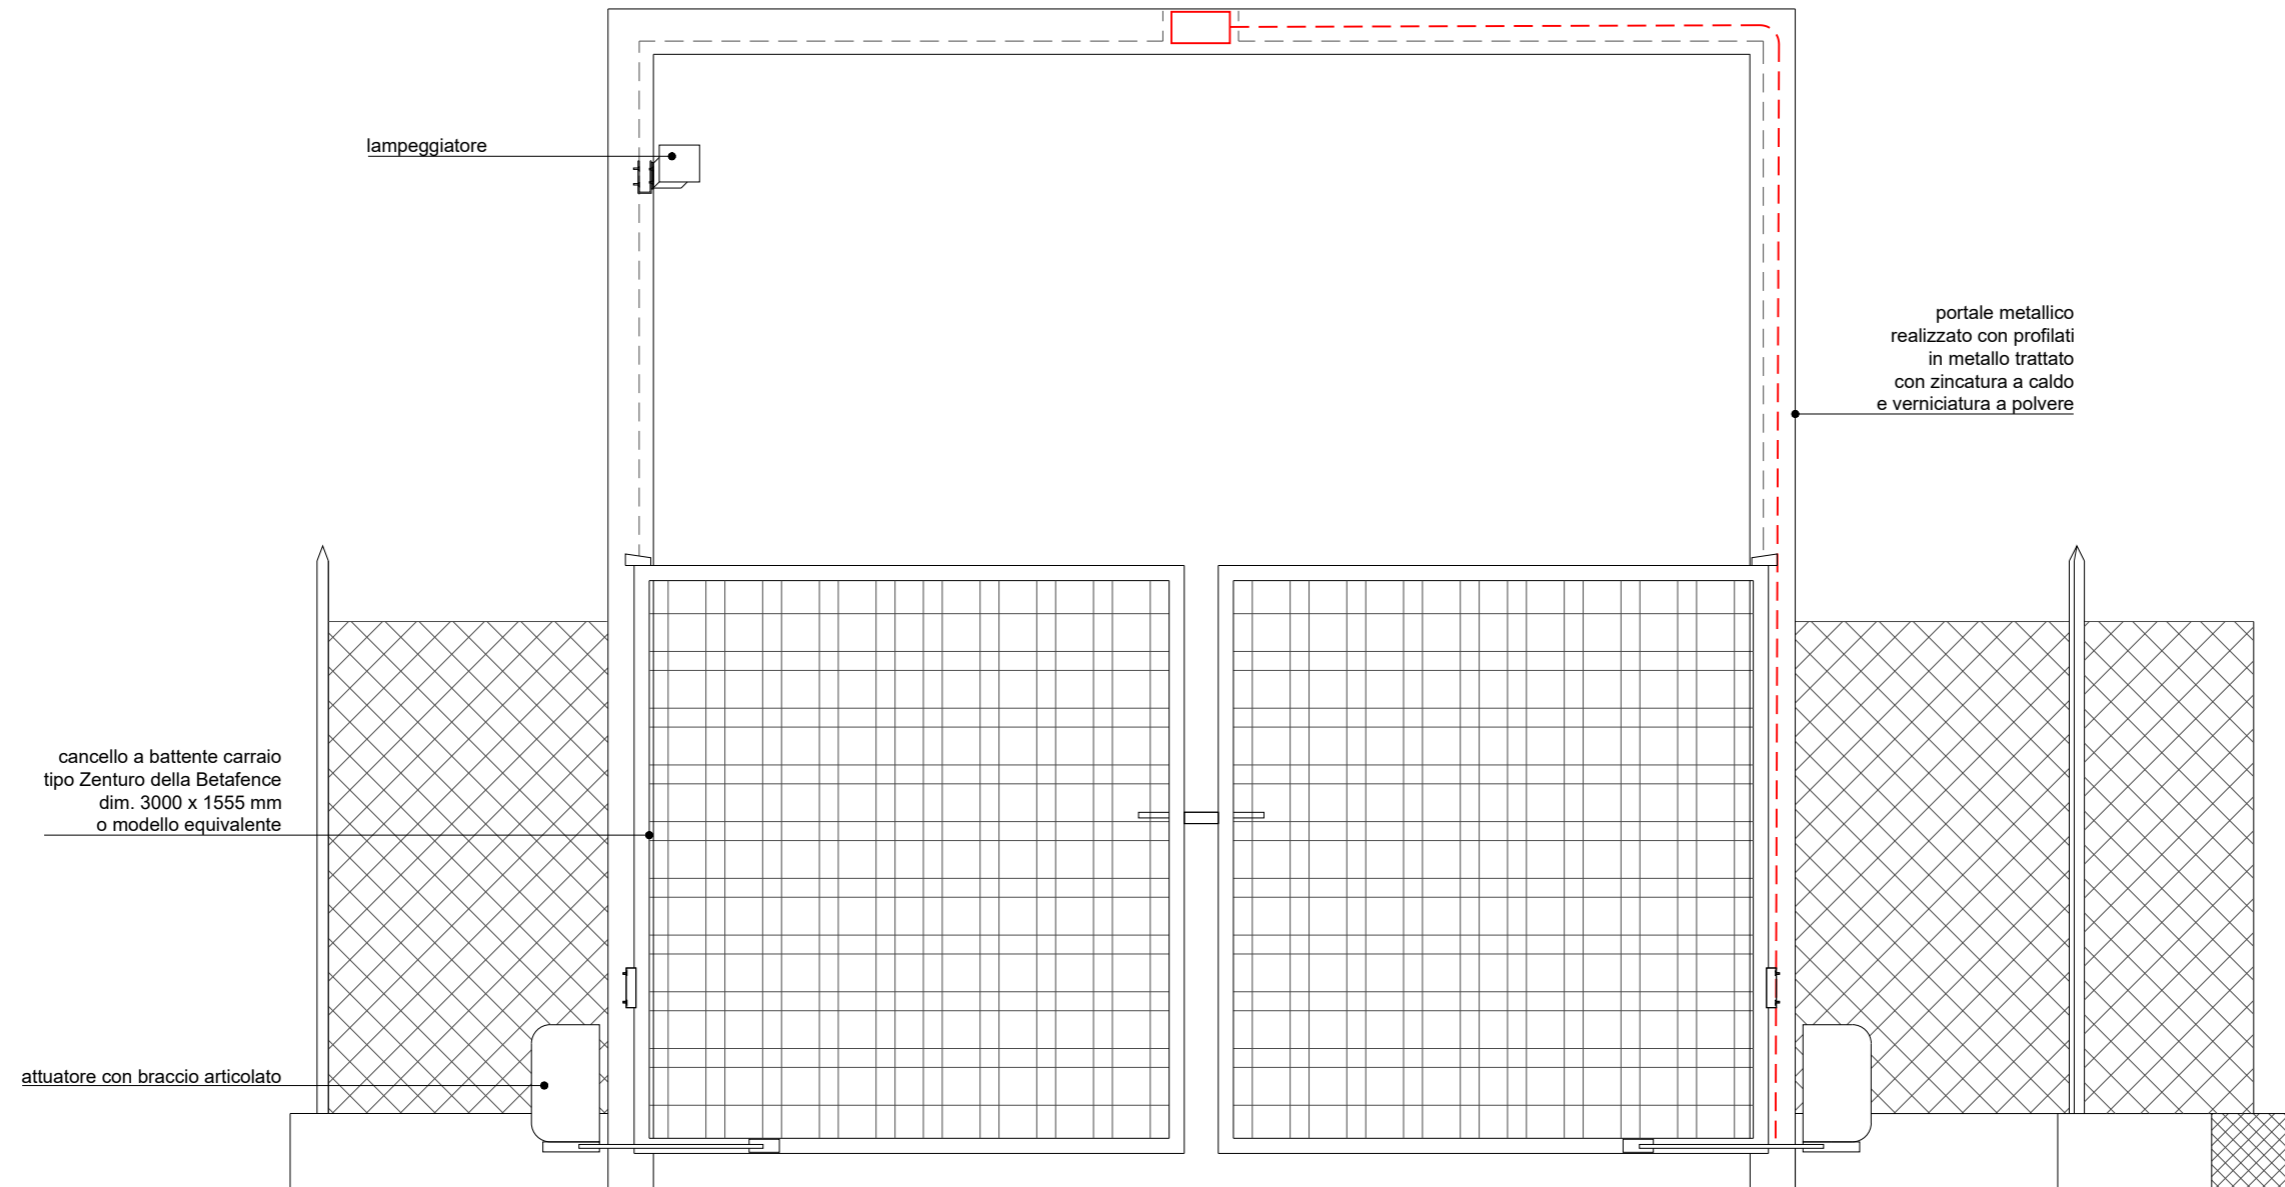 lampeggiatore
portale metallico
realizzato con profilati
in metallo trattato
con zincatura a caldo
e verniciatura a polvere
cancello a battente carraio
tipo Zenturo della Betafence
dim. 3000 x 1555 mm
o modello equivalente
attuatore con braccio articolato